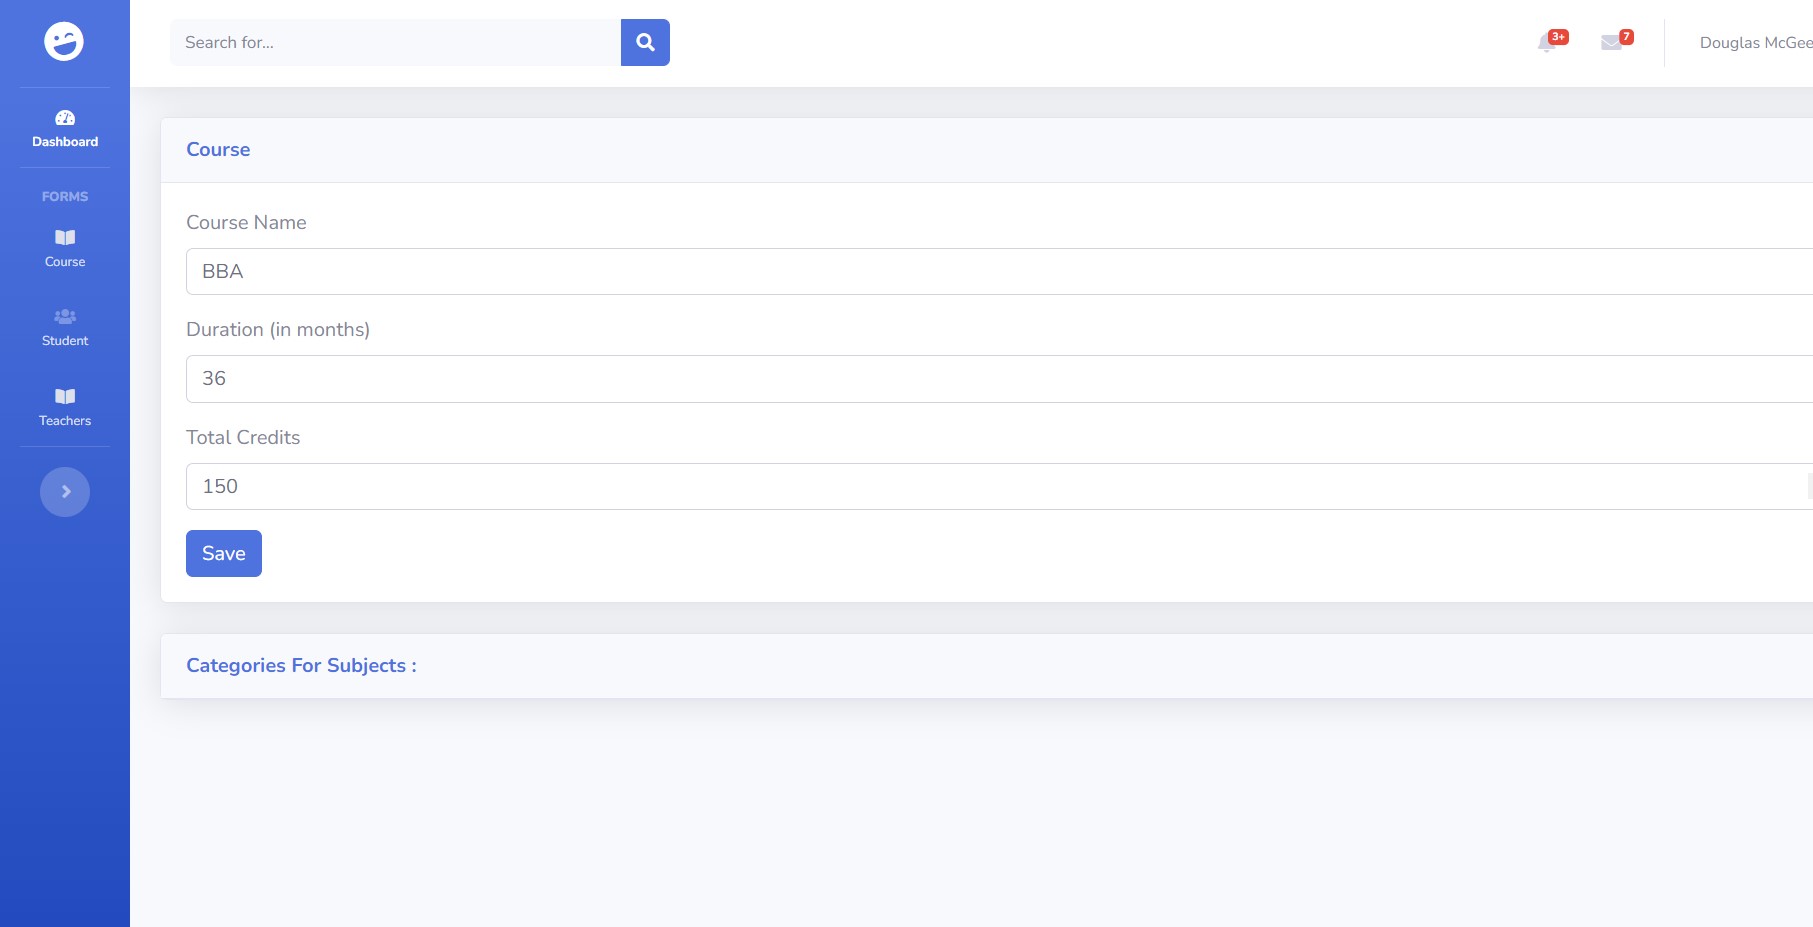 Search for...
3+
7
Douglas McGee
Dashboard
FORMS
Course
Student
Teachers
Course
Course Name
BBA
Duration (in months)
36
Total Credits
150
Save
Categories For Subjects :